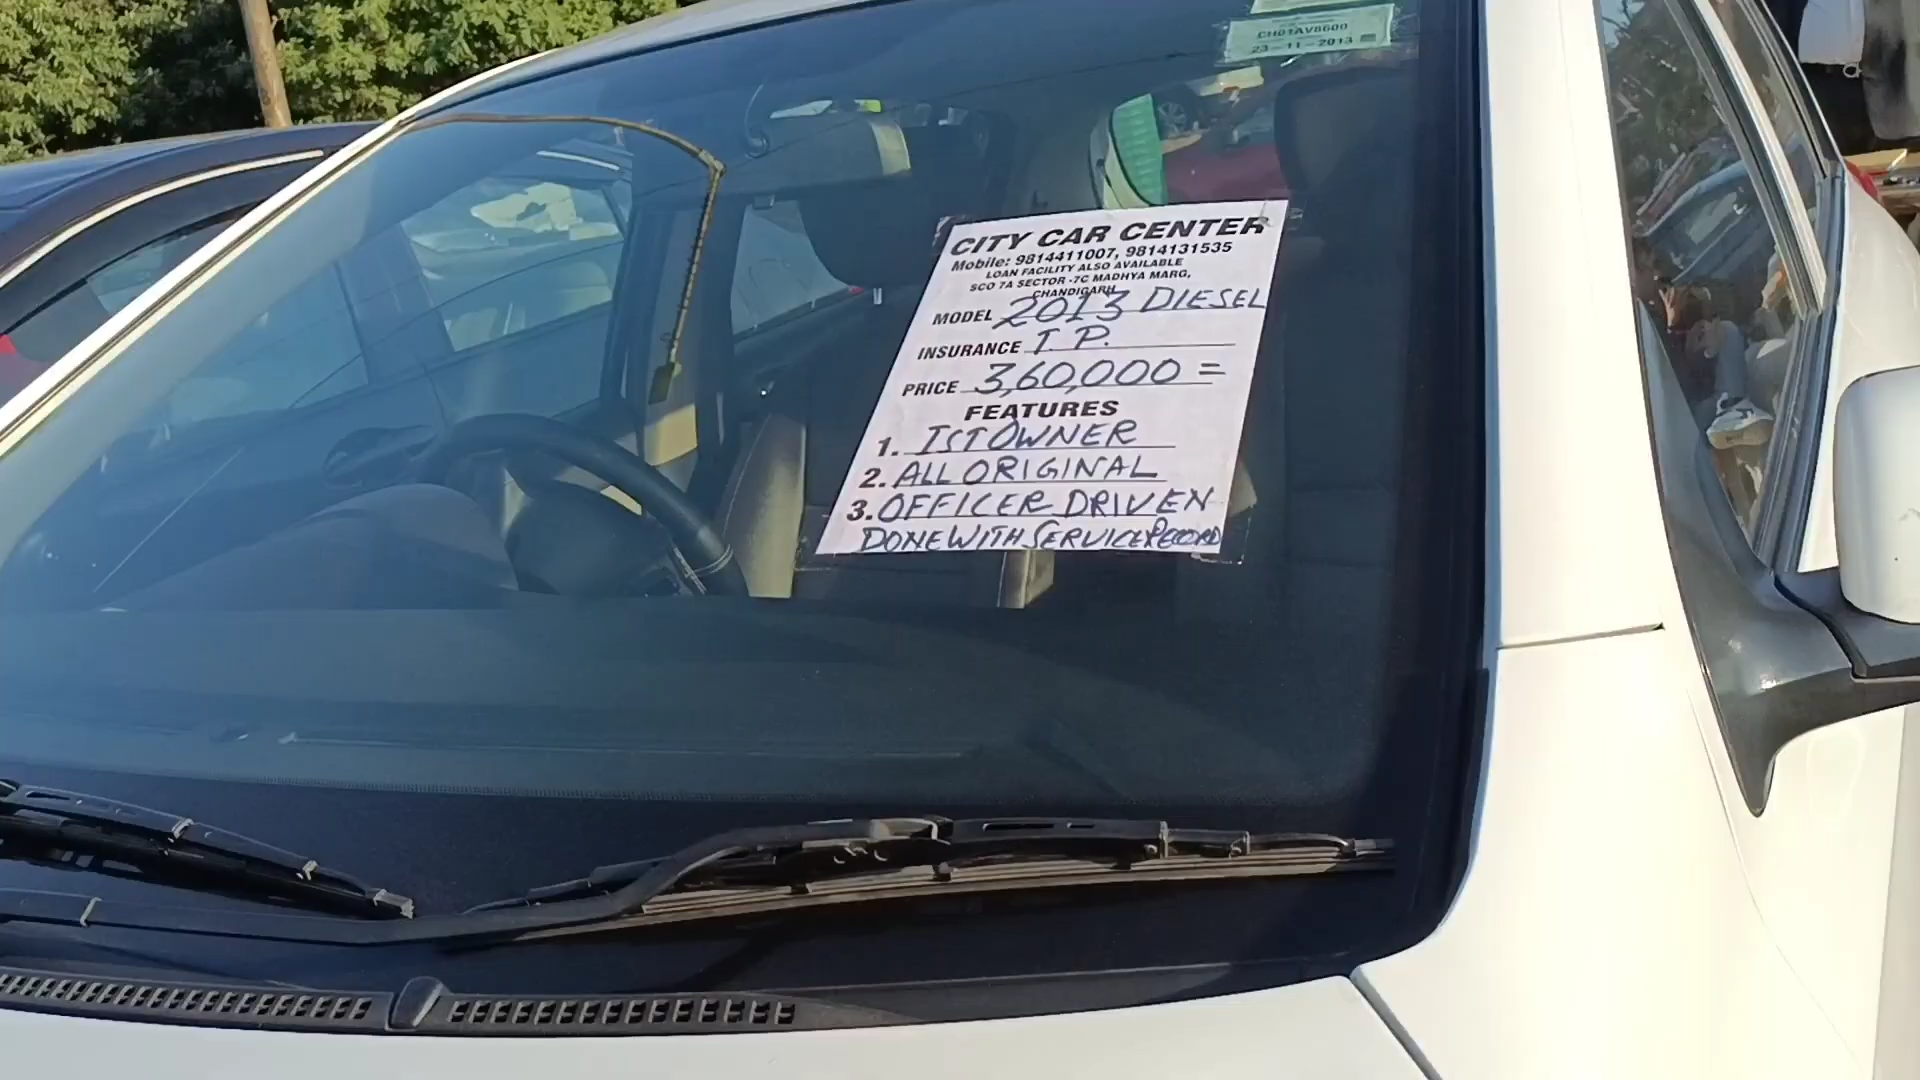 CH01AV8600
23-11-2013
CITY CAR CENTER
Mobile: 9814411007, 9814131535
LOAN FACILITY ALSO AVAILABLE
SCO 7A SECTOR -7C MADHYA MARG,
CHANDIGARH
MODEL 2013 DIESEL
INSURANCE T.P.
PRICE 3,60,000=
FEATURES
1. IST OWNER
2. ALL ORIGINAL
3. OFFICER DRIVEN
DONE WITH SERVICE RECORD